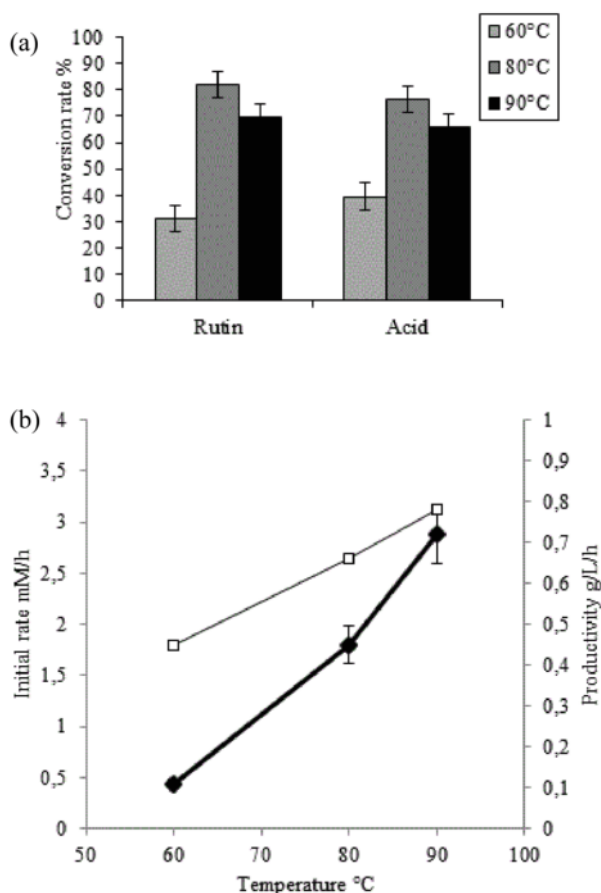 (a)
Conversion rate %
100
90
80
70
60
50
40
30
20
10
0
Rutin Acid
60°C
80°C
90°C
(b)
Initial rate mM/h
4
3,5
3
2,5
2
1,5
1
0,5
0
50 60 70 80 90 100
Temperature °C
1
0,9
0,8
0,7
0,6
0,5
0,4
0,3
0,2
0,1
0
Productivity g/L/h